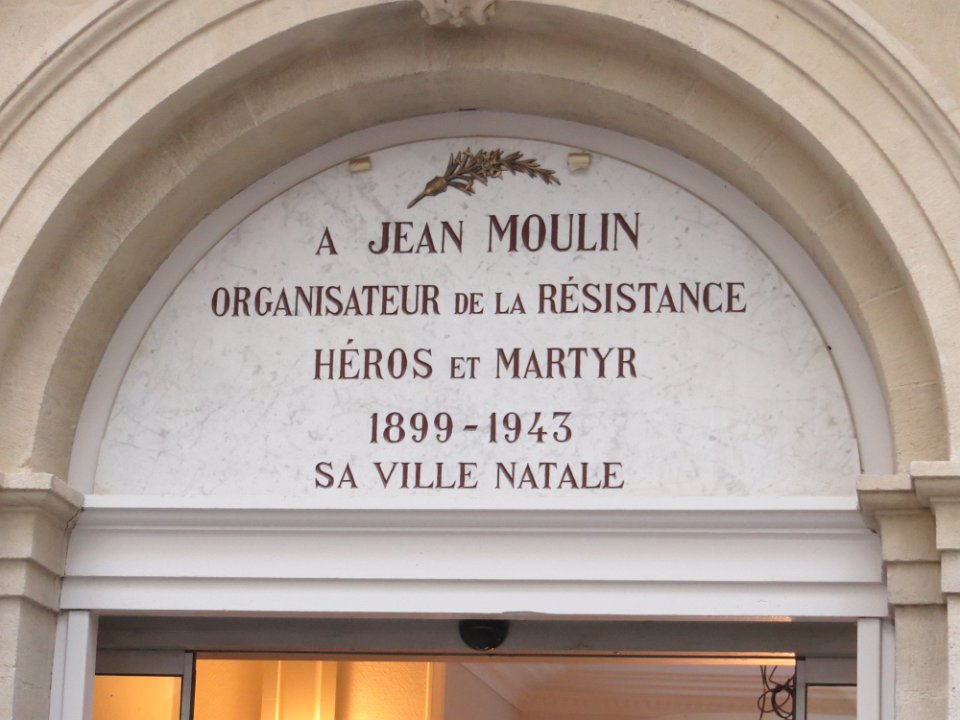 A JEAN MOULIN
ORGANISATEUR DE LA RÉSISTANCE
HÉROS ET MARTYR
1899-1943
SA VILLE NATALE